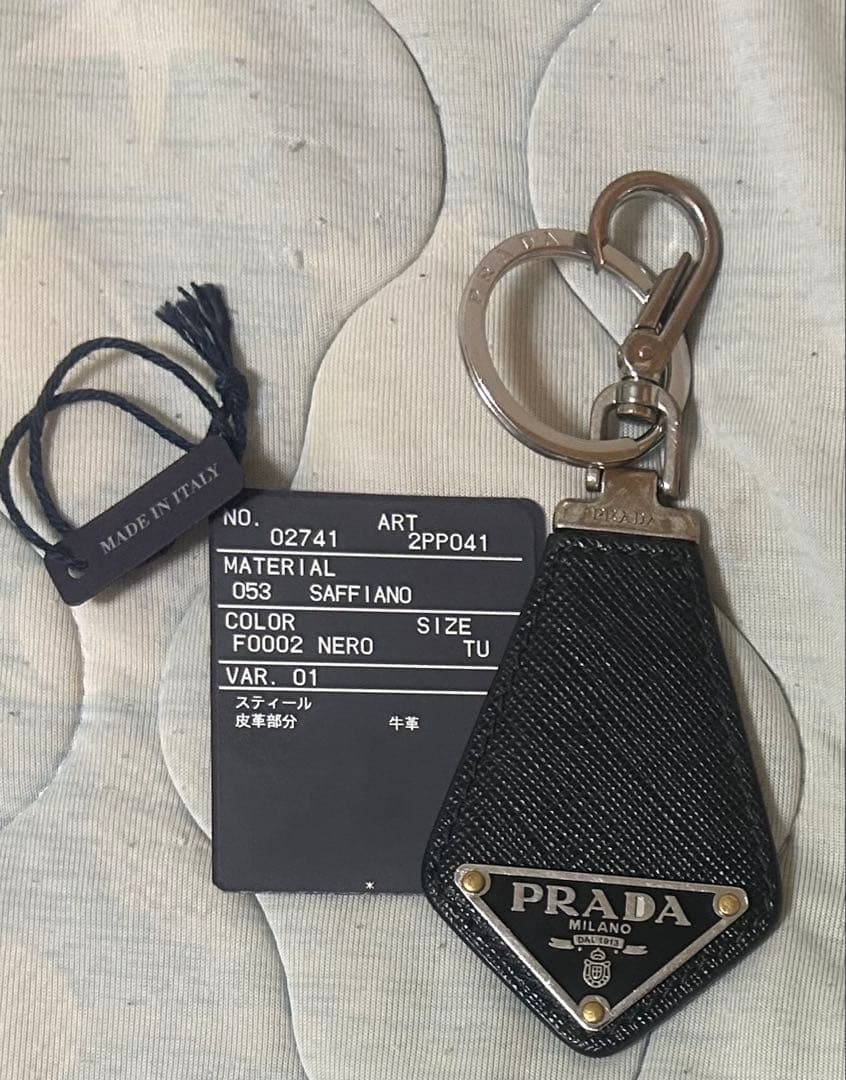 PRADA
MADE IN ITALY
NO. ART
02741 2PP041
MATERIAL
053 SAFFIANO
COLOR SIZE
F0002 NERO TU
VAR. 01
スティール
皮革部分 牛革
*
PRADA
PRADA
MILANO
DAL 1913